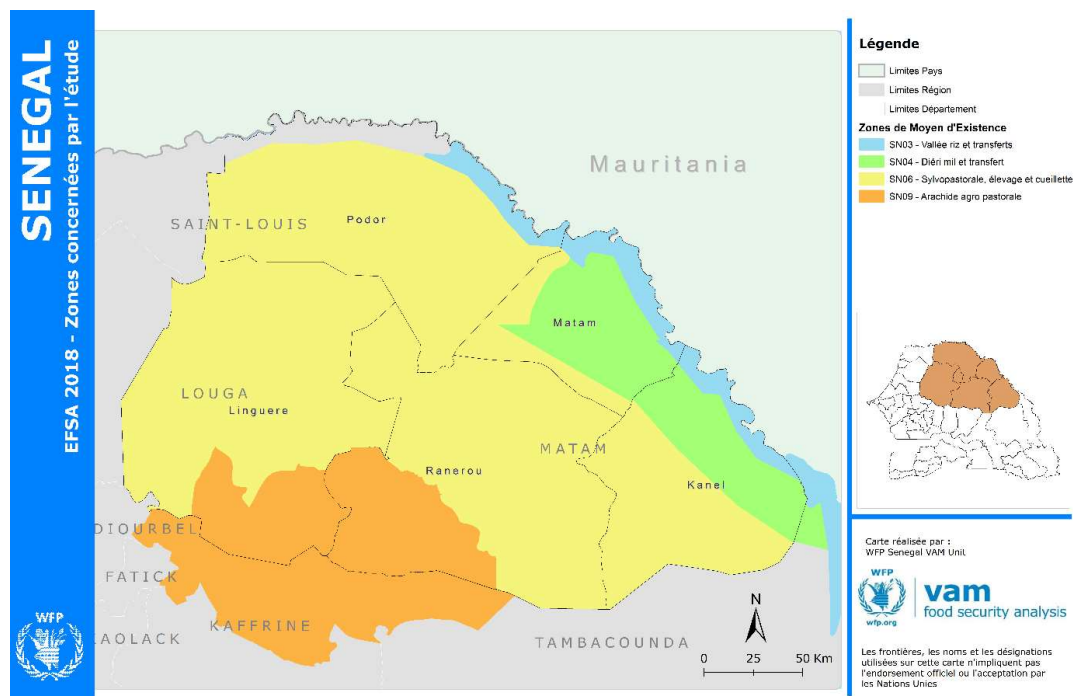 SENEGAL
EFSA 2018 - Zones concernées par l'étude
WFP
Mauritania
SAINT-LOUIS
Podor
Matam
LOUGA
Linguere
MATAM
Ranerou
Kanel
DIOURBEL
FATICK
KAFFRINE
AOLACK
TAMBACOUNDA
N
0 25 50 Km
Légende
Limites Pays
Limites Région
Limites Département
Zones de Moyen d'Existence
SN03 - Vallée riz et transferts
SN04 - Diéri mil et transfert
SN06 - Sylvopastorale, élevage et cueillette
SN09 - Arachide agro pastorale
Carte réalisée par :
WFP Senegal VAM Unit
WFP
wfp.org
vam
food security analysis
Les frontières, les noms et les désignations
utilisées sur cette carte n'impliquent pas
l'endorsement officiel ou l'acceptation par
les Nations Unies